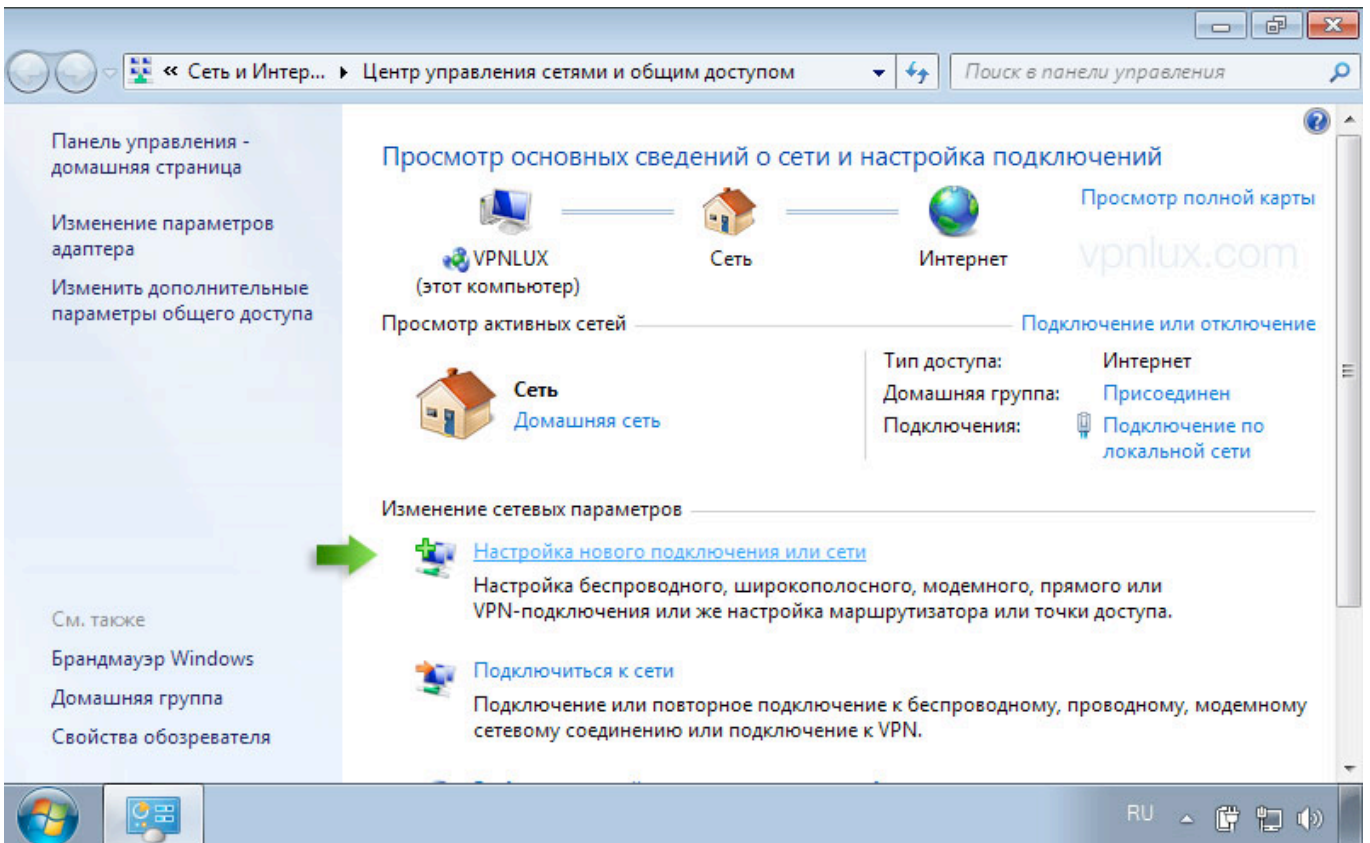 « Сеть и Интер... ▸ Центр управления сетями и общим доступом
Поиск в панели управления
Панель управления -
домашняя страница
Изменение параметров
адаптера
Изменить дополнительные
параметры общего доступа
См. также
Брандмауэр Windows
Домашняя группа
Свойства обозревателя
Просмотр основных сведений о сети и настройка подключений
Просмотр полной карты
VPNLUX
(этот компьютер)
Сеть
Интернет
vpnlux.com
Просмотр активных сетей
Подключение или отключение
Сеть
Домашняя сеть
Тип доступа: Интернет
Домашняя группа: Присоединен
Подключения: Подключение по
локальной сети
Изменение сетевых параметров
Настройка нового подключения или сети
Настройка беспроводного, широкополосного, модемного, прямого или
VPN-подключения или же настройка маршрутизатора или точки доступа.
Подключиться к сети
Подключение или повторное подключение к беспроводному, проводному, модемному
сетевому соединению или подключение к VPN.
RU